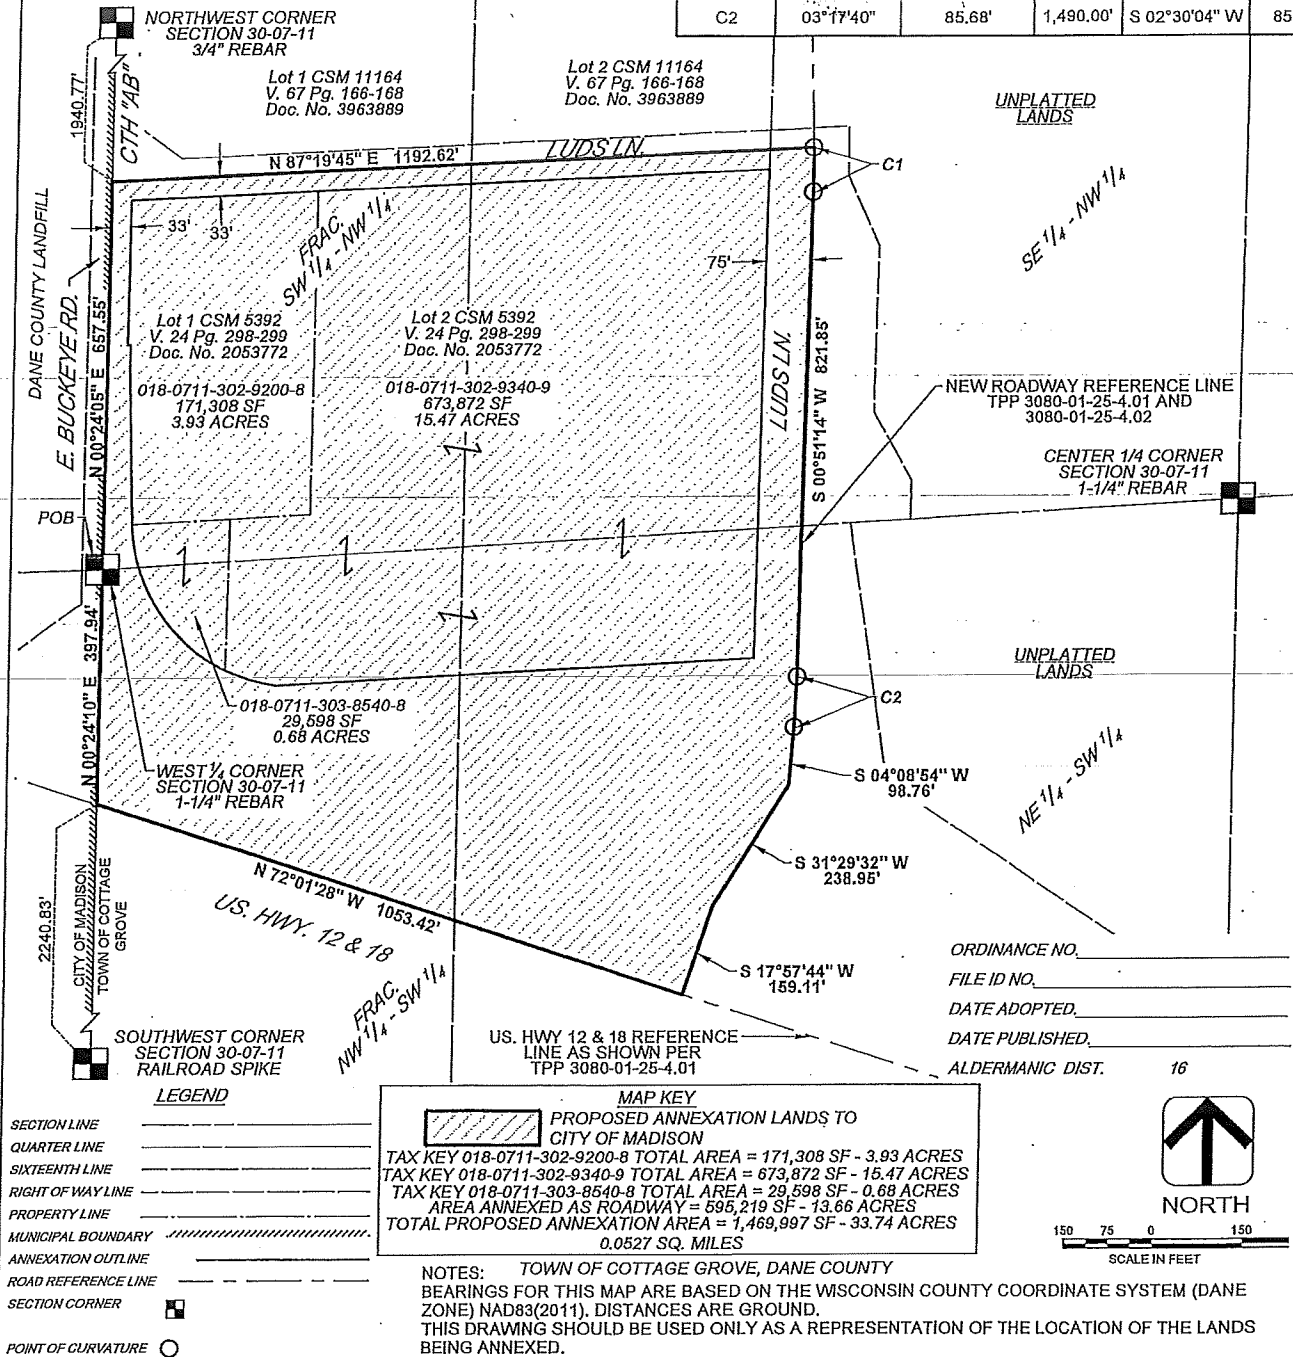 C2 03°17'40" 85.68' 1,490.00' S 02°30'04" W 85
NORTHWEST CORNER
SECTION 30-07-11
3/4" REBAR
1940.77'
CTH "AB"
Lot 1 CSM 11164
V. 67 Pg. 166-168
Doc. No. 3963889
Lot 2 CSM 11164
V. 67 Pg. 166-168
Doc. No. 3963889
UNPLATTED
LANDS
N 87°19'45" E 1192.62'
LUDS LN.
C1
33'
33'
FRAC.
SW 1/4 - NW 1/4
SE 1/4 - NW 1/4
75'
DANE COUNTY LANDFILL
E. BUCKEYE RD.
N 00°24'05" E 657.55'
Lot 1 CSM 5392
V. 24 Pg. 298-299
Doc. No. 2053772
018-0711-302-9200-8
171,308 SF
3.93 ACRES
Lot 2 CSM 5392
V. 24 Pg. 298-299
Doc. No. 2053772
018-0711-302-9340-9
673,872 SF
15.47 ACRES
LUDS LN.
S 00°51'14" W 821.85'
NEW ROADWAY REFERENCE LINE
TPP 3080-01-25-4.01 AND
3080-01-25-4.02
CENTER 1/4 CORNER
SECTION 30-07-11
1-1/4" REBAR
POB
N 00°24'10" E 397.94'
UNPLATTED
LANDS
C2
018-0711-303-8540-8
29,598 SF
0.68 ACRES
WEST 1/4 CORNER
SECTION 30-07-11
1-1/4" REBAR
S 04°08'54" W
98.76'
NE 1/4 - SW 1/4
S 31°29'32" W
238.95'
N 72°01'28" W 1053.42'
US. HWY. 12 & 18
2240.83'
CITY OF MADISON
TOWN OF COTTAGE
GROVE
S 17°57'44" W
159.11'
FRAC.
NW 1/4 - SW 1/4
SOUTHWEST CORNER
SECTION 30-07-11
RAILROAD SPIKE
US. HWY 12 & 18 REFERENCE
LINE AS SHOWN PER
TPP 3080-01-25-4.01
ORDINANCE NO.
FILE ID NO.
DATE ADOPTED.
DATE PUBLISHED.
ALDERMANIC DIST. 16
LEGEND
SECTION LINE
QUARTER LINE
SIXTEENTH LINE
RIGHT OF WAY LINE
PROPERTY LINE
MUNICIPAL BOUNDARY
ANNEXATION OUTLINE
ROAD REFERENCE LINE
SECTION CORNER
POINT OF CURVATURE
MAP KEY
PROPOSED ANNEXATION LANDS TO
CITY OF MADISON
TAX KEY 018-0711-302-9200-8 TOTAL AREA = 171,308 SF - 3.93 ACRES
TAX KEY 018-0711-302-9340-9 TOTAL AREA = 673,872 SF - 15.47 ACRES
TAX KEY 018-0711-303-8540-8 TOTAL AREA = 29,598 SF - 0.68 ACRES
AREA ANNEXED AS ROADWAY = 595,219 SF - 13.66 ACRES
TOTAL PROPOSED ANNEXATION AREA = 1,469,997 SF - 33.74 ACRES
0.0527 SQ. MILES
NORTH
150 75 0 150
SCALE IN FEET
NOTES: TOWN OF COTTAGE GROVE, DANE COUNTY
BEARINGS FOR THIS MAP ARE BASED ON THE WISCONSIN COUNTY COORDINATE SYSTEM (DANE
ZONE) NAD83(2011). DISTANCES ARE GROUND.
THIS DRAWING SHOULD BE USED ONLY AS A REPRESENTATION OF THE LOCATION OF THE LANDS
BEING ANNEXED.